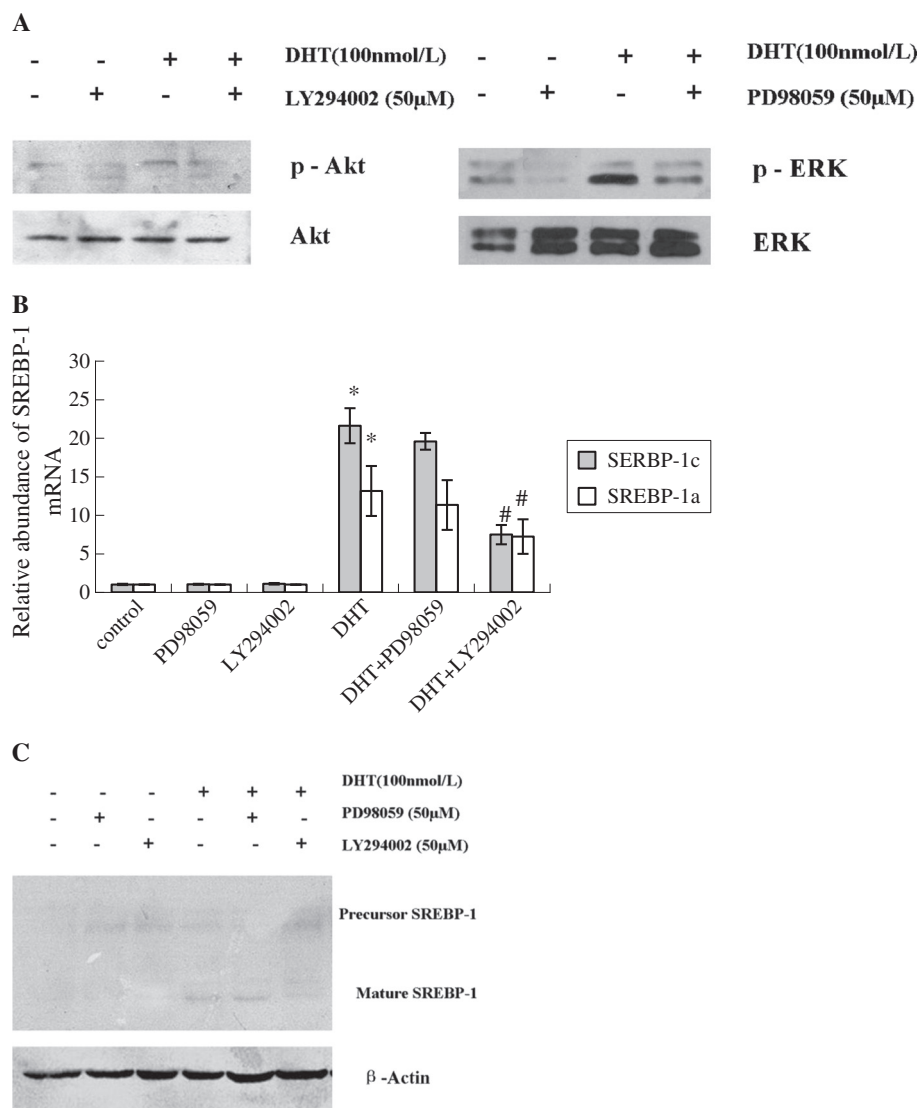 A
- - + + DHT(100nmol/L) - - + + DHT(100nmol/L)
- + - + LY294002 (50μM) - + - + PD98059 (50μM)
p - Akt p - ERK
Akt ERK
B
Relative abundance of SREBP-1
mRNA
30
25
20
15
10
5
0
* * # #
SERBP-1c
SREBP-1a
control PD98059 LY294002 DHT DHT+PD98059 DHT+LY294002
C
- - - + + + DHT(100nmol/L)
- + - - + - PD98059 (50μM)
- - + - - + LY294002 (50μM)
Precursor SREBP-1
Mature SREBP-1
β-Actin